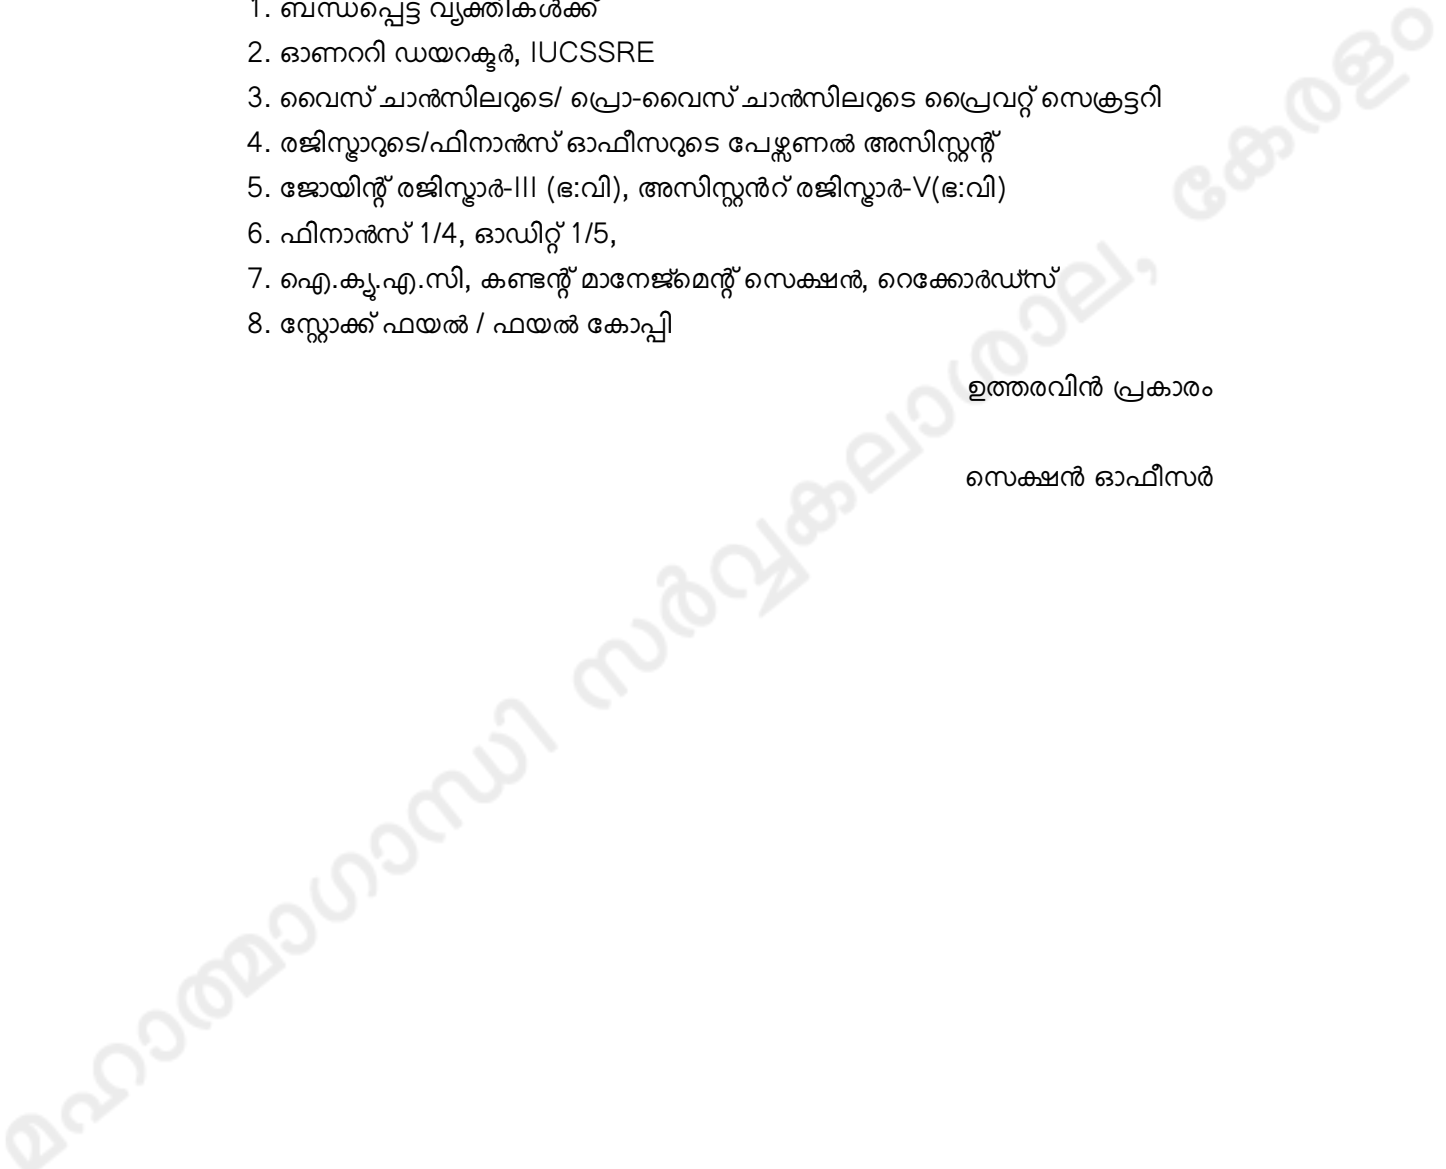 1. ബന്ധപ്പെട്ട വ്യക്തികൾക്ക്
2. ഓണററി ഡയറക്ടർ, IUCSSRE
3. വൈസ് ചാൻസിലറുടെ/ പ്രൊ-വൈസ് ചാൻസിലറുടെ പ്രൈവറ്റ് സെക്രട്ടറി
4. രജിസ്ട്രാറുടെ/ഫിനാൻസ് ഓഫീസറുടെ പേഴ്സണൽ അസിസ്റ്റന്റ്
5. ജോയിന്റ് രജിസ്ട്രാർ-III (ഭ:വി), അസിസ്റ്റൻറ് രജിസ്ട്രാർ-V(ഭ:വി)
6. ഫിനാൻസ് 1/4, ഓഡിറ്റ് 1/5,
7. ഐ.ക്യു.എ.സി, കണ്ടന്റ് മാനേജ്മെന്റ് സെക്ഷൻ, റെക്കോർഡ്സ്
8. സ്റ്റോക്ക് ഫയൽ / ഫയൽ കോപ്പി
ഉത്തരവിൻ പ്രകാരം
സെക്ഷൻ ഓഫീസർ
മഹാത്മാഗാന്ധി സർവ്വകലാശാല, കേരളം